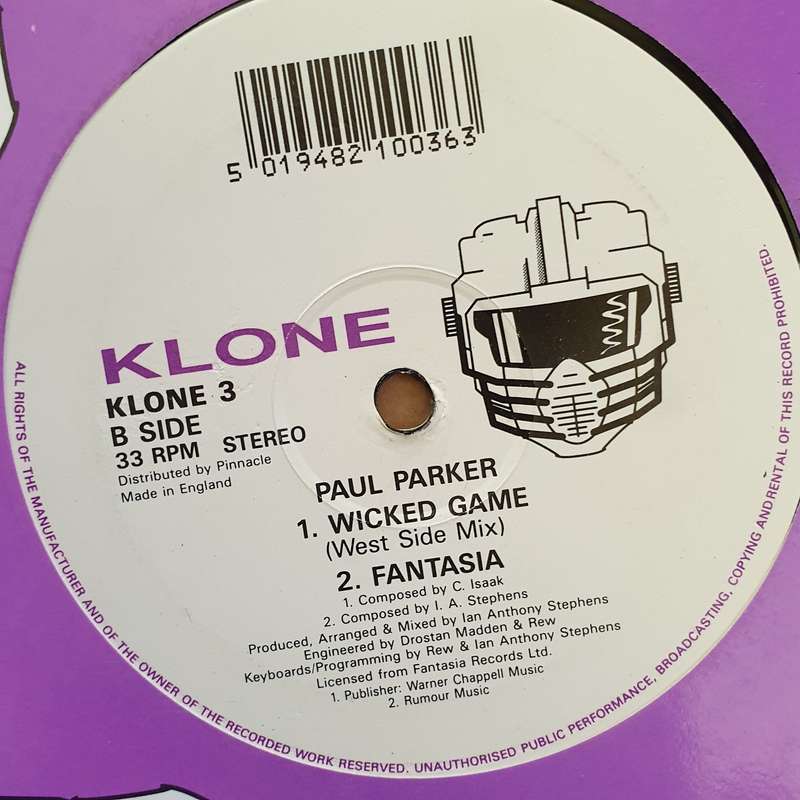 5 019482 100363
KLONE
KLONE 3
B SIDE
33 RPM STEREO
Distributed by Pinnacle
Made in England
PAUL PARKER
1. WICKED GAME
(West Side Mix)
2. FANTASIA
1. Composed by C. Isaak
2. Composed by I. A. Stephens
Produced, Arranged & Mixed by Ian Anthony Stephens
Engineered by Drostan Madden & Rew
Keyboards/Programming by Rew & Ian Anthony Stephens
Licensed from Fantasia Records Ltd.
1. Publisher: Warner Chappell Music
2. Rumour Music
ALL RIGHTS OF THE MANUFACTURER AND OF THE OWNER OF THE RECORDED WORK RESERVED. UNAUTHORISED PUBLIC PERFORMANCE, BROADCASTING, COPYING ANDRENTAL OF THIS RECORD PROHIBITED.